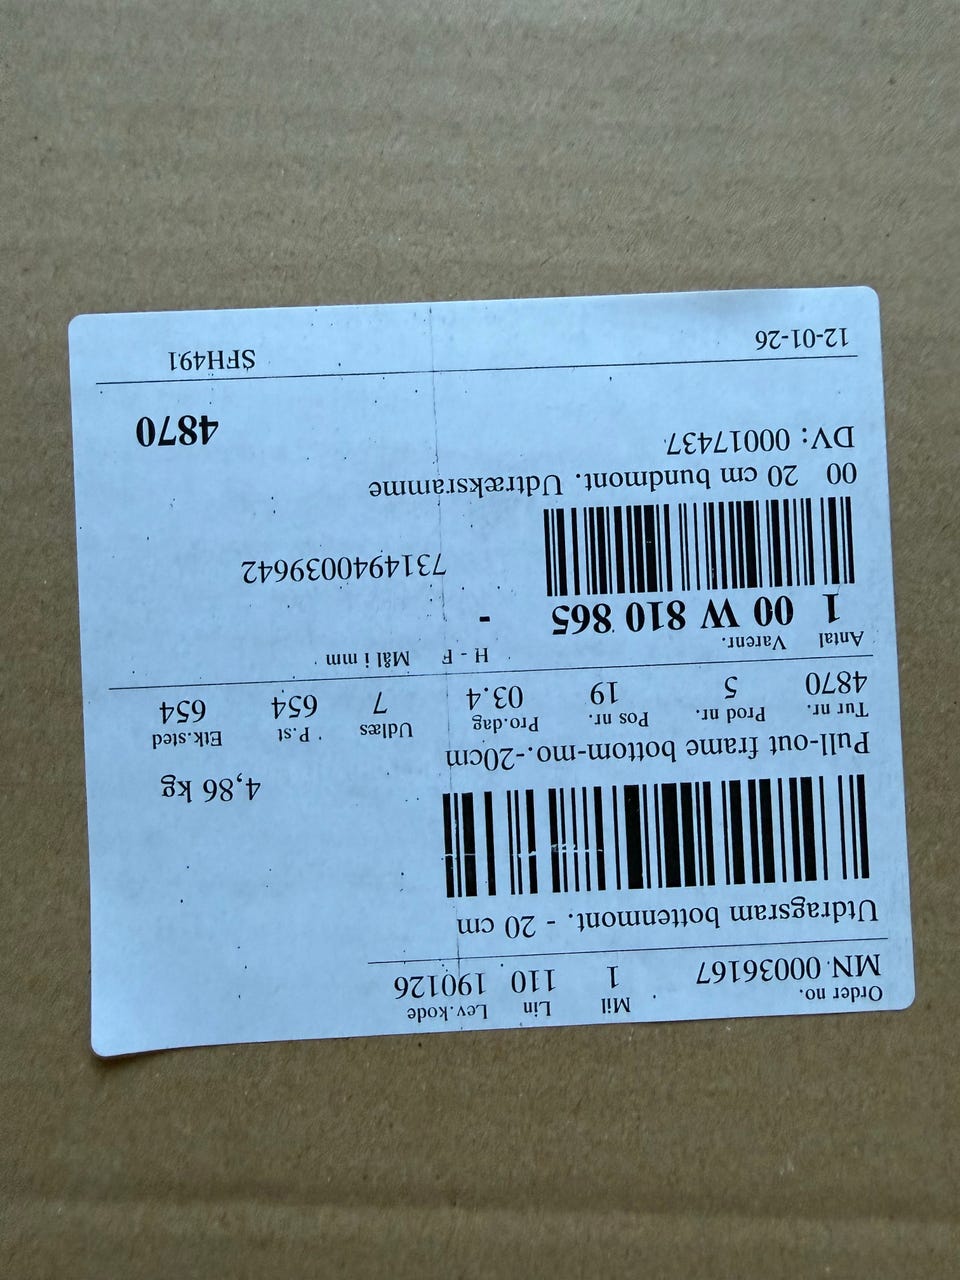 Order no. Mil Lin Lev.kode
MN 00036167 1 110 190126
Utdragsram bottenmont. - 20 cm
4,86 kg
Pull-out frame bottom-mo.-20cm
Tur nr. Prod nr. Pos nr. Pro.dag Udlæs P.st Etk.sted
4870 5 19 03.4 7 654 654
Antal Varenr. H - F Mål i mm
1 00 W 810 865 -
7314940039642
00 20 cm bundmont. Udtræksramme
DV: 00017437
4870
12-01-26 SFH491